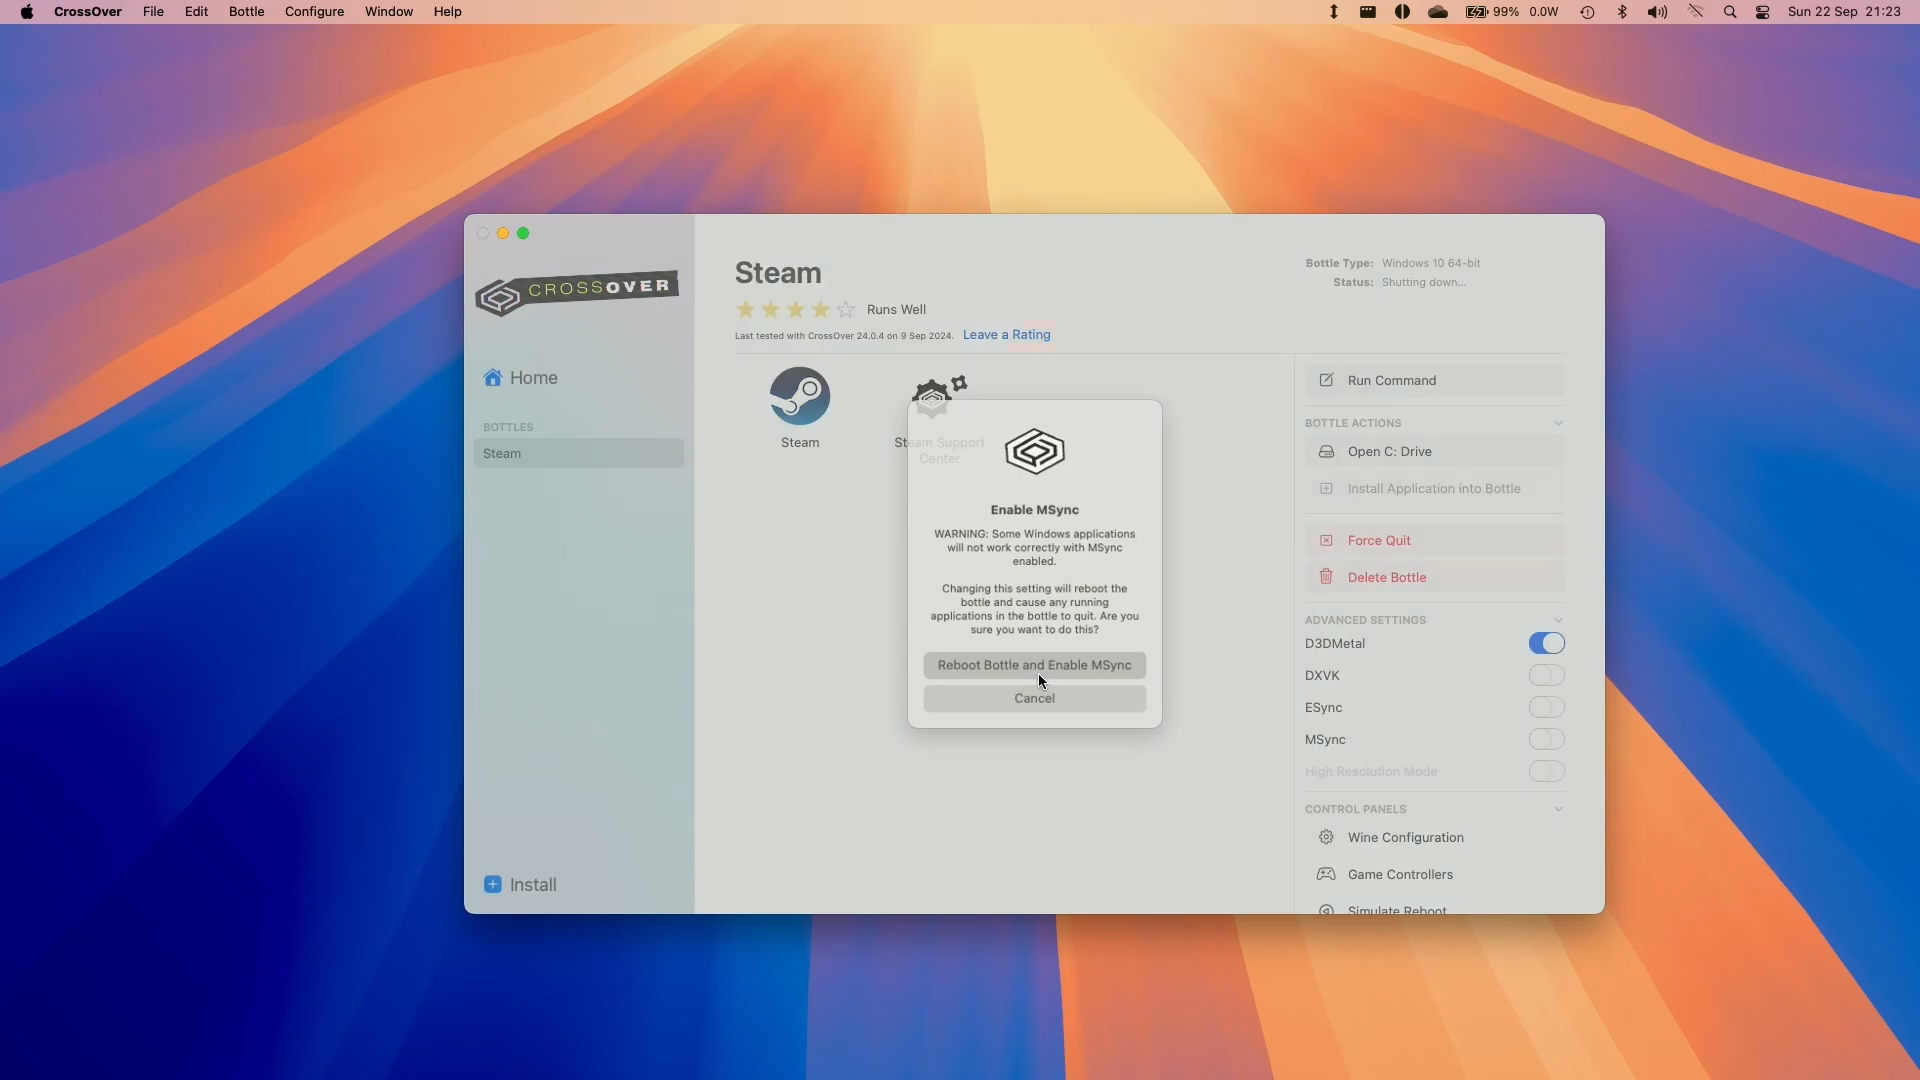 CrossOver File Edit Bottle Configure Window Help 99% 0.0W Sun 22 Sep 21:23
CROSSOVER
Home
BOTTLES
Steam
Install
Steam
Runs Well
Last tested with CrossOver 24.0.4 on 9 Sep 2024. Leave a Rating
Bottle Type: Windows 10 64-bit
Status: Shutting down...
Steam
Steam Support
Center
Enable MSync
WARNING: Some Windows applications
will not work correctly with MSync
enabled.
Changing this setting will reboot the
bottle and cause any running
applications in the bottle to quit. Are you
sure you want to do this?
Reboot Bottle and Enable MSync
Cancel
Run Command
BOTTLE ACTIONS
Open C: Drive
Install Application into Bottle
Force Quit
Delete Bottle
ADVANCED SETTINGS
D3DMetal
DXVK
ESync
MSync
High Resolution Mode
CONTROL PANELS
Wine Configuration
Game Controllers
Simulate Reboot